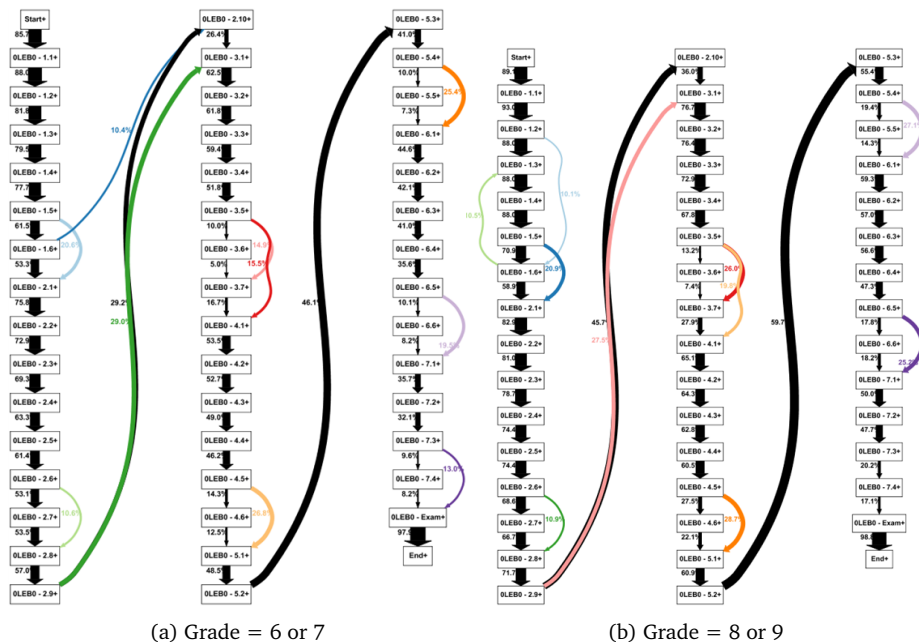 Start+
85.7
0LEB0 - 1.1+
88.0
0LEB0 - 1.2+
81.8
0LEB0 - 1.3+
79.5
0LEB0 - 1.4+
77.7
0LEB0 - 1.5+
61.5
20.6%
0LEB0 - 1.6+
53.3
0LEB0 - 2.1+
75.8
0LEB0 - 2.2+
72.9
0LEB0 - 2.3+
69.3
0LEB0 - 2.4+
63.3
0LEB0 - 2.5+
61.4
0LEB0 - 2.6+
53.1
10.6%
0LEB0 - 2.7+
53.5
0LEB0 - 2.8+
57.0
0LEB0 - 2.9+
10.4%
29.2%
29.0%
0LEB0 - 2.10+
26.4%
0LEB0 - 3.1+
62.5
0LEB0 - 3.2+
61.8
0LEB0 - 3.3+
59.4
0LEB0 - 3.4+
51.8
0LEB0 - 3.5+
10.0%
14.9%
0LEB0 - 3.6+
15.5%
5.0%
0LEB0 - 3.7+
16.7%
0LEB0 - 4.1+
53.5
0LEB0 - 4.2+
52.7
0LEB0 - 4.3+
49.0
0LEB0 - 4.4+
46.2
0LEB0 - 4.5+
14.3%
26.8%
0LEB0 - 4.6+
12.5%
0LEB0 - 5.1+
48.5
0LEB0 - 5.2+
46.1%
0LEB0 - 5.3+
41.0%
0LEB0 - 5.4+
10.0%
25.4%
0LEB0 - 5.5+
7.3%
0LEB0 - 6.1+
44.6
0LEB0 - 6.2+
42.1
0LEB0 - 6.3+
41.0
0LEB0 - 6.4+
35.6
0LEB0 - 6.5+
10.1%
0LEB0 - 6.6+
8.2%
19.5%
0LEB0 - 7.1+
35.7
0LEB0 - 7.2+
32.1
0LEB0 - 7.3+
9.6%
13.0%
0LEB0 - 7.4+
8.2%
0LEB0 - Exam+
97.9
End+
(a) Grade = 6 or 7
Start+
89.1
0LEB0 - 1.1+
93.0
0LEB0 - 1.2+
88.0
0LEB0 - 1.3+
88.0
0LEB0 - 1.4+
10.1%
88.0
0LEB0 - 1.5+
70.9
20.9%
0LEB0 - 1.6+
58.9
0LEB0 - 2.1+
82.9
0LEB0 - 2.2+
81.0
0LEB0 - 2.3+
78.7
0LEB0 - 2.4+
74.4
0LEB0 - 2.5+
74.4
0LEB0 - 2.6+
68.6
10.9%
0LEB0 - 2.7+
66.7
0LEB0 - 2.8+
71.7
0LEB0 - 2.9+
45.7
0LEB0 - 2.10+
36.0
0LEB0 - 3.1+
76.7
0LEB0 - 3.2+
76.4
0LEB0 - 3.3+
72.9
0LEB0 - 3.4+
67.8
0LEB0 - 3.5+
13.2%
26.0%
0LEB0 - 3.6+
7.4%
0LEB0 - 3.7+
27.9
0LEB0 - 4.1+
65.1
0LEB0 - 4.2+
64.3
0LEB0 - 4.3+
62.8
0LEB0 - 4.4+
60.5
0LEB0 - 4.5+
27.5
28.7%
0LEB0 - 4.6+
22.1%
0LEB0 - 5.1+
60.9
0LEB0 - 5.2+
59.7
0LEB0 - 5.3+
55.4
0LEB0 - 5.4+
19.4%
27.1%
0LEB0 - 5.5+
14.3%
0LEB0 - 6.1+
59.3
0LEB0 - 6.2+
57.0
0LEB0 - 6.3+
56.6
0LEB0 - 6.4+
47.3
0LEB0 - 6.5+
17.8%
0LEB0 - 6.6+
18.2%
25.2%
0LEB0 - 7.1+
50.0
0LEB0 - 7.2+
47.7
0LEB0 - 7.3+
20.2%
0LEB0 - 7.4+
17.1%
0LEB0 - Exam+
98.8
End+
(b) Grade = 8 or 9